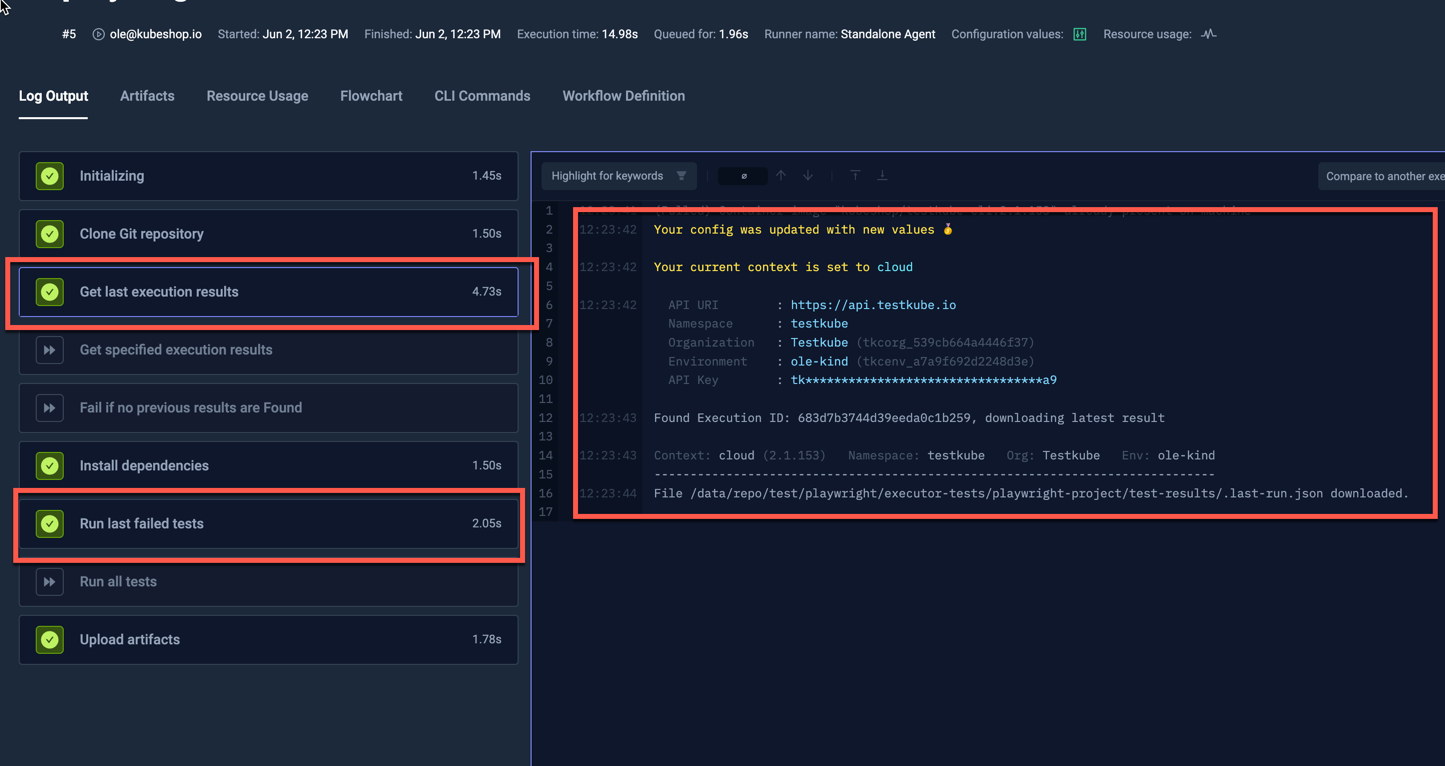 #5 ole@kubeshop.io Started: Jun 2, 12:23 PM Finished: Jun 2, 12:23 PM Execution time: 14.98s Queued for: 1.96s Runner name: Standalone Agent Configuration values: Resource usage:
Log Output Artifacts Resource Usage Flowchart CLI Commands Workflow Definition
Initializing 1.45s
Clone Git repository 1.50s
Get last execution results 4.73s
Get specified execution results
Fail if no previous results are Found
Install dependencies 1.50s
Run last failed tests 2.05s
Run all tests
Upload artifacts 1.78s
Highlight for keywords Compare to another exe
1
2 12:23:42 Your config was updated with new values 🥇
3
4 12:23:42 Your current context is set to cloud
5
6 12:23:42 API URI : https://api.testkube.io
7 Namespace : testkube
8 Organization : Testkube (tkcorg_539cb664a4446f37)
9 Environment : ole-kind (tkcenv_a7a9f692d2248d3e)
10 API Key : tk*********************************a9
11
12 12:23:43 Found Execution ID: 683d7b3744d39eeda0c1b259, downloading latest result
13
14 12:23:43 Context: cloud (2.1.153) Namespace: testkube Org: Testkube Env: ole-kind
15 ------------------------------------------------------------------------------
16 12:23:44 File /data/repo/test/playwright/executor-tests/playwright-project/test-results/.last-run.json downloaded.
17